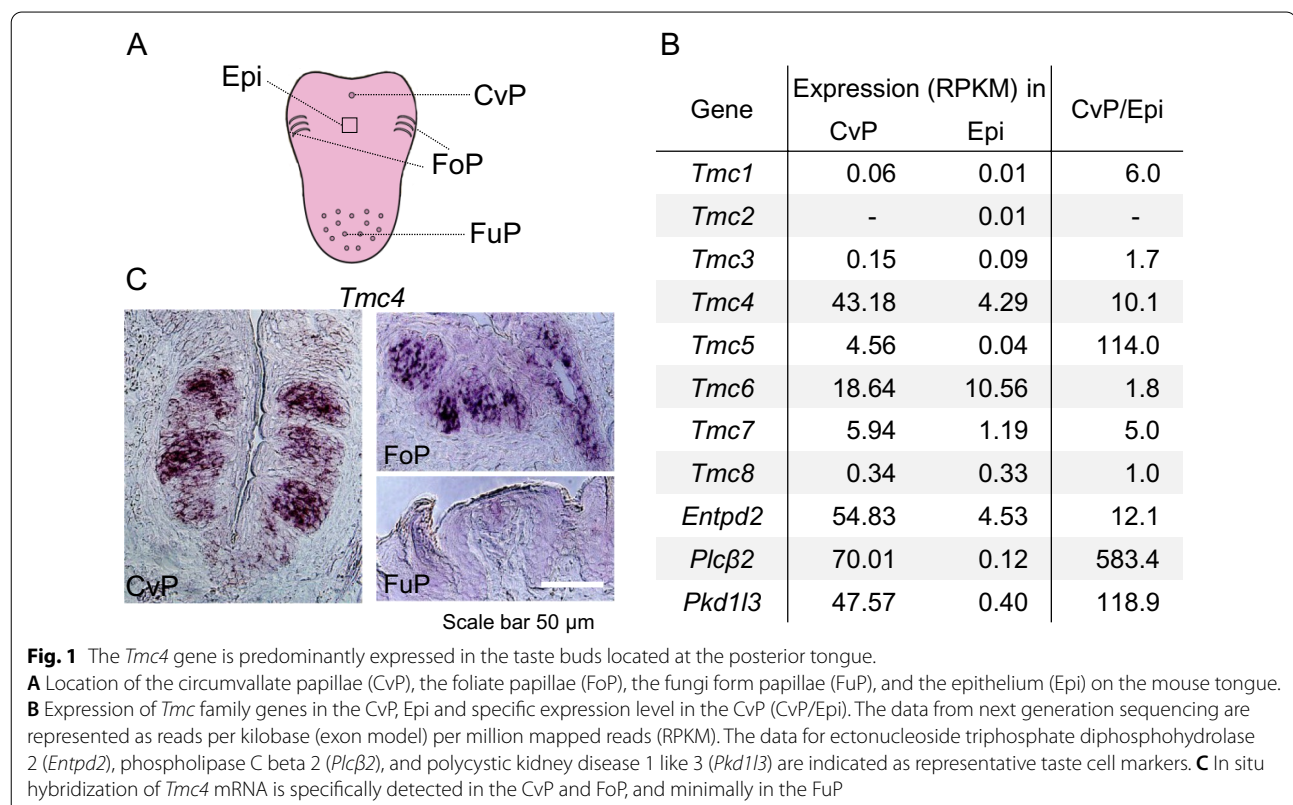 A
Epi
CvP
FoP
FuP
B
Gene Expression (RPKM) in CvP/Epi
CvP Epi
Tmc1 0.06 0.01 6.0
Tmc2 - 0.01 -
Tmc3 0.15 0.09 1.7
Tmc4 43.18 4.29 10.1
Tmc5 4.56 0.04 114.0
Tmc6 18.64 10.56 1.8
Tmc7 5.94 1.19 5.0
Tmc8 0.34 0.33 1.0
Entpd2 54.83 4.53 12.1
Plcβ2 70.01 0.12 583.4
Pkd1l3 47.57 0.40 118.9
C
Tmc4
CvP
FoP
FuP
Scale bar 50 µm
Fig. 1 The Tmc4 gene is predominantly expressed in the taste buds located at the posterior tongue.
A Location of the circumvallate papillae (CvP), the foliate papillae (FoP), the fungi form papillae (FuP), and the epithelium (Epi) on the mouse tongue.
B Expression of Tmc family genes in the CvP, Epi and specific expression level in the CvP (CvP/Epi). The data from next generation sequencing are
represented as reads per kilobase (exon model) per million mapped reads (RPKM). The data for ectonucleoside triphosphate diphosphohydrolase
2 (Entpd2), phospholipase C beta 2 (Plcβ2), and polycystic kidney disease 1 like 3 (Pkd1l3) are indicated as representative taste cell markers. C In situ
hybridization of Tmc4 mRNA is specifically detected in the CvP and FoP, and minimally in the FuP